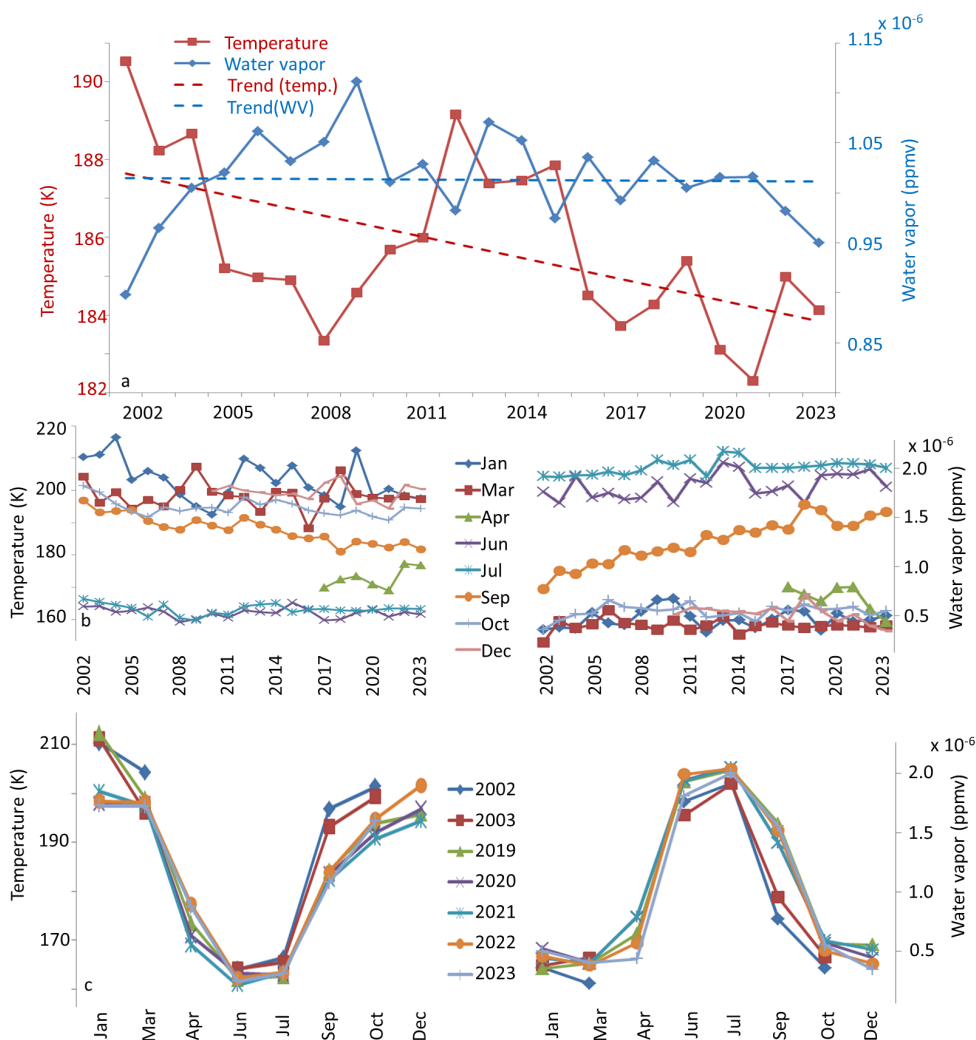 x 10⁻⁶
Temperature
Water vapor
Trend (temp.)
Trend(WV)
190
188
186
184
182
Temperature (K)
1.15
1.05
0.95
0.85
Water vapor (ppmv)
a
2002 2005 2008 2011 2014 2017 2020 2023
220
200
180
160
Temperature (K)
b
2002 2005 2008 2011 2014 2017 2020 2023
Jan
Mar
Apr
Jun
Jul
Sep
Oct
Dec
x 10⁻⁶
2.0
1.5
1.0
0.5
Water vapor (ppmv)
2002 2005 2008 2011 2014 2017 2020 2023
210
190
170
Temperature (K)
c
Jan Mar Apr Jun Jul Sep Oct Dec
2002
2003
2019
2020
2021
2022
2023
x 10⁻⁶
2.0
1.5
1.0
0.5
Water vapor (ppmv)
Jan Mar Apr Jun Jul Sep Oct Dec